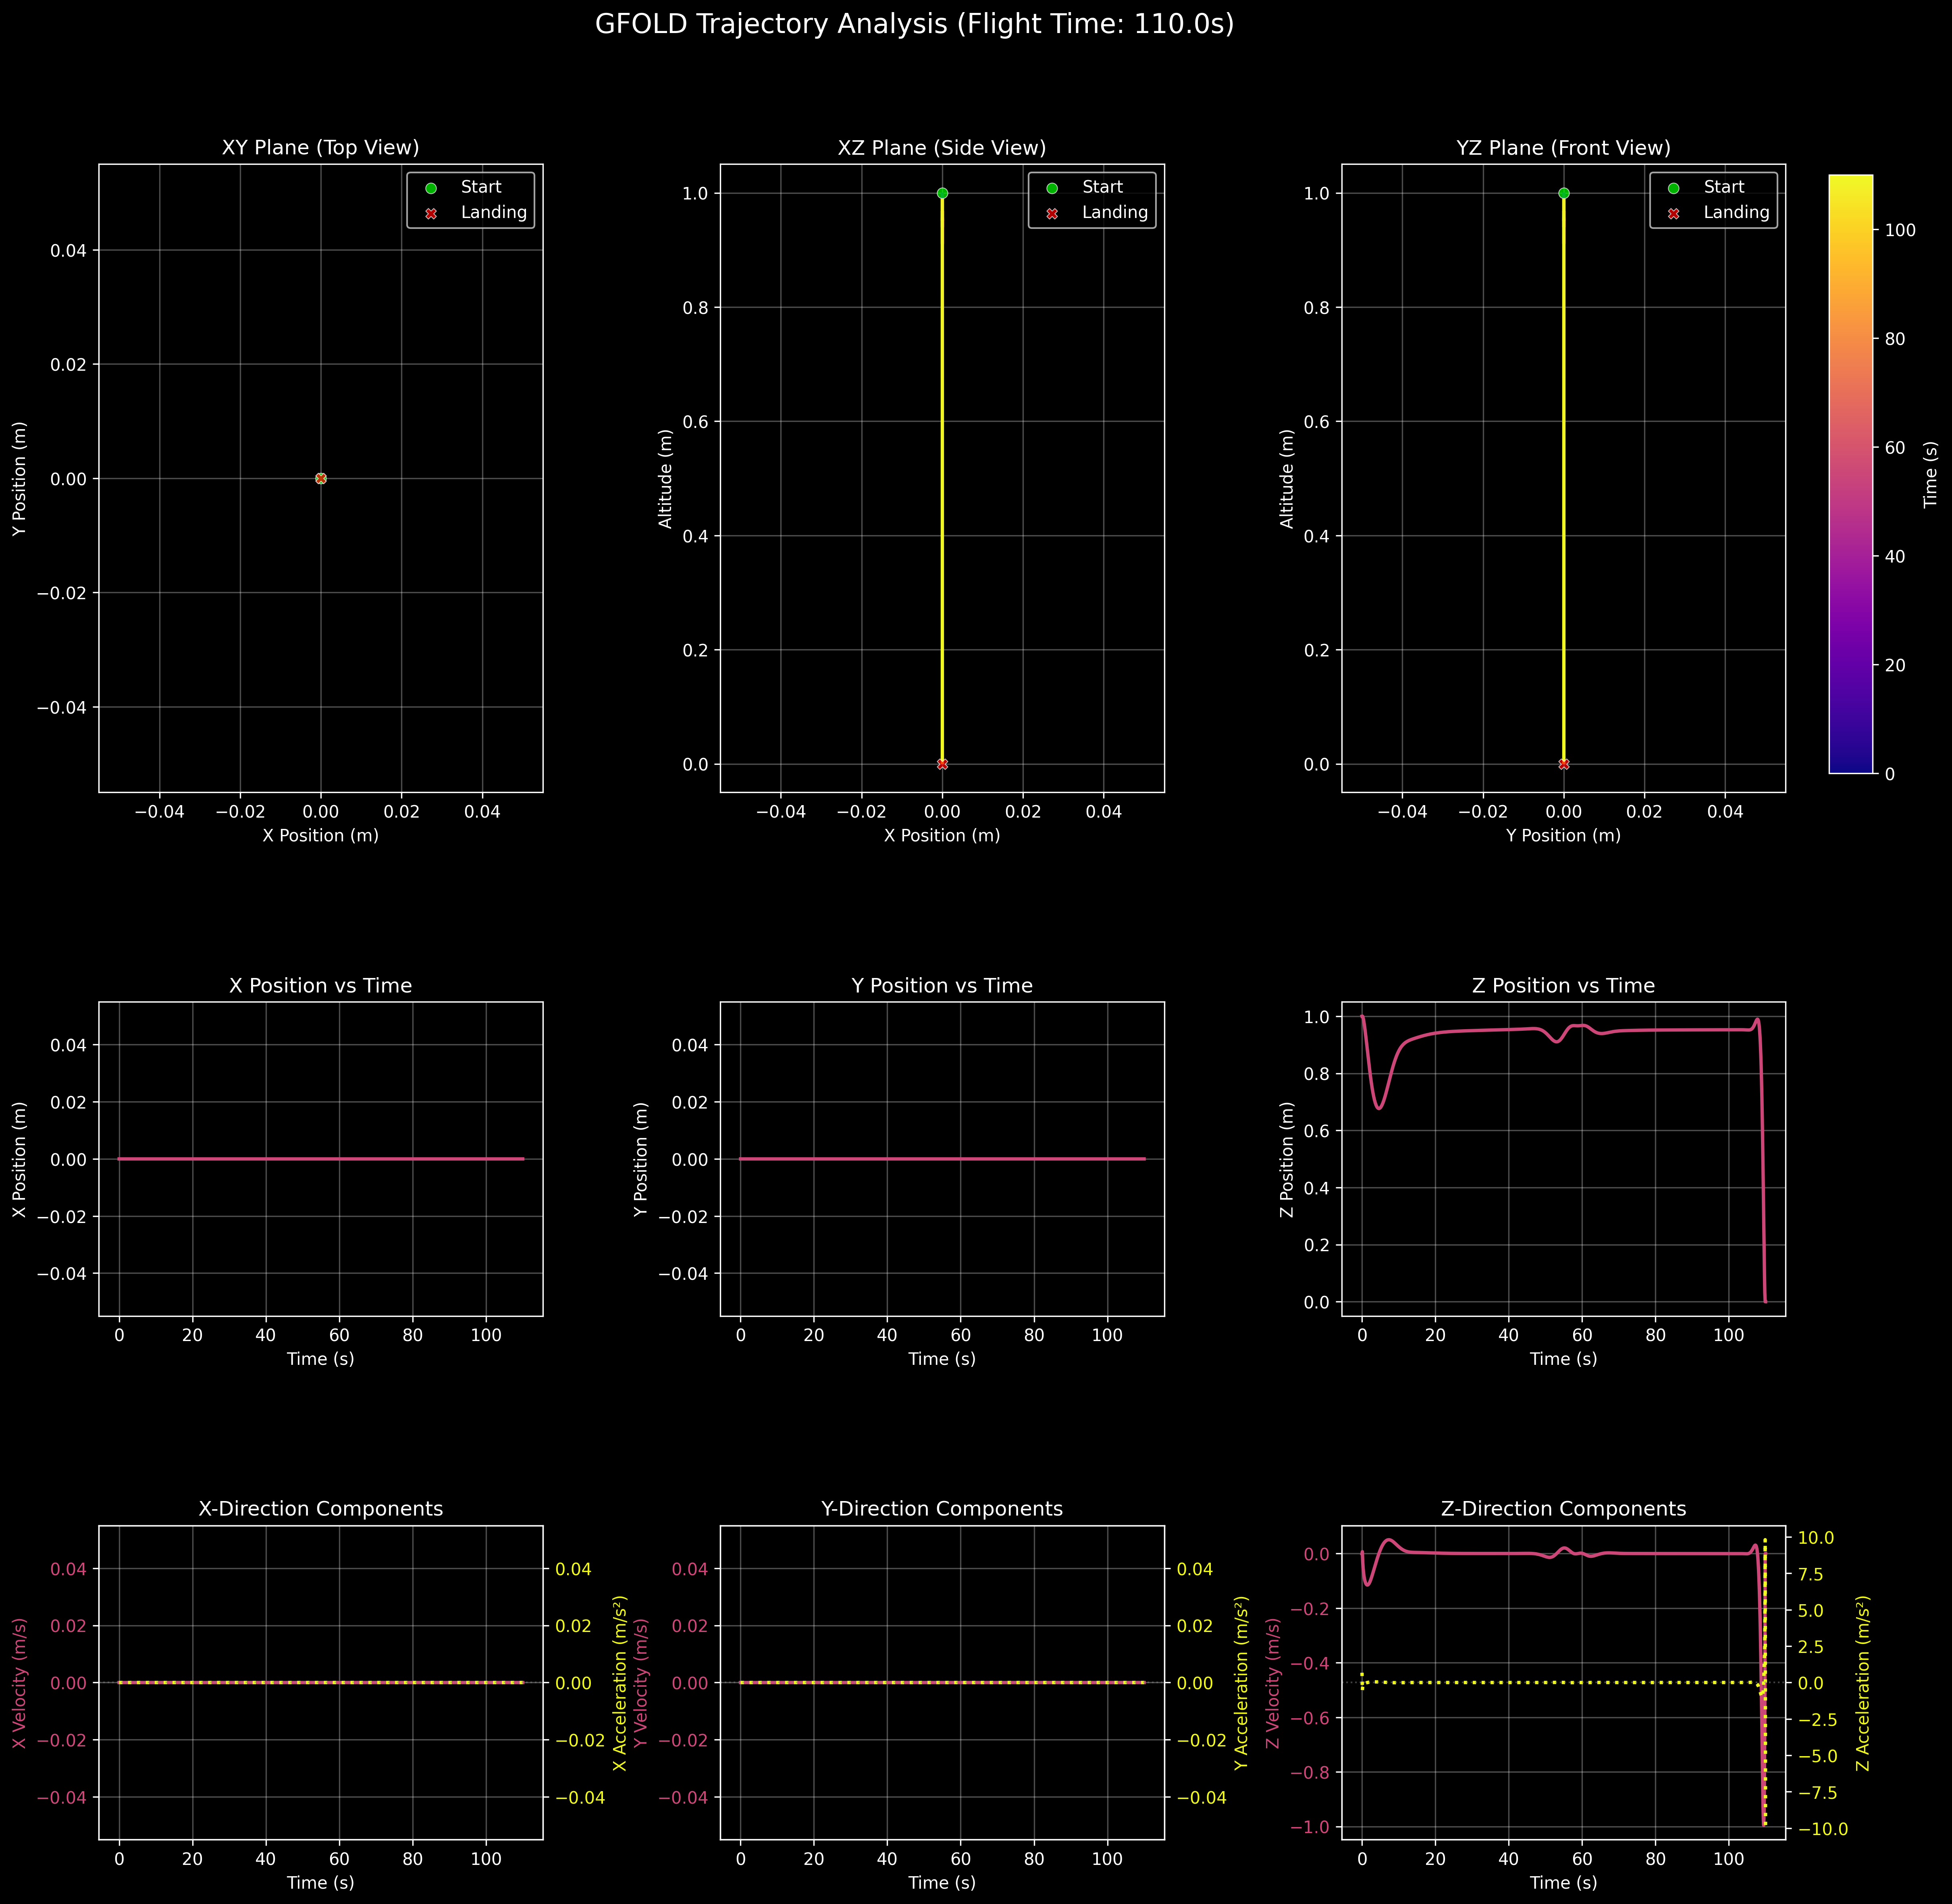 GFOLD Trajectory Analysis (Flight Time: 110.0s)
XY Plane (Top View)
Start
Landing
0.04
0.02
0.00
−0.02
−0.04
Y Position (m)
−0.04 −0.02 0.00 0.02 0.04
X Position (m)
XZ Plane (Side View)
Start
Landing
1.0
0.8
0.6
0.4
0.2
0.0
Altitude (m)
−0.04 −0.02 0.00 0.02 0.04
X Position (m)
YZ Plane (Front View)
Start
Landing
1.0
0.8
0.6
0.4
0.2
0.0
Altitude (m)
−0.04 −0.02 0.00 0.02 0.04
Y Position (m)
100
80
60
40
20
0
Time (s)
X Position vs Time
0.04
0.02
0.00
−0.02
−0.04
X Position (m)
0 20 40 60 80 100
Time (s)
Y Position vs Time
0.04
0.02
0.00
−0.02
−0.04
Y Position (m)
0 20 40 60 80 100
Time (s)
Z Position vs Time
1.0
0.8
0.6
0.4
0.2
0.0
Z Position (m)
0 20 40 60 80 100
Time (s)
X-Direction Components
0.04
0.02
0.00
−0.02
−0.04
X Velocity (m/s)
0.04
0.02
0.00
−0.02
−0.04
X Acceleration (m/s²)
0 20 40 60 80 100
Time (s)
Y-Direction Components
0.04
0.02
0.00
−0.02
−0.04
Y Velocity (m/s)
0.04
0.02
0.00
−0.02
−0.04
Y Acceleration (m/s²)
0 20 40 60 80 100
Time (s)
Z-Direction Components
0.0
−0.2
−0.4
−0.6
−0.8
−1.0
Z Velocity (m/s)
10.0
7.5
5.0
2.5
0.0
−2.5
−5.0
−7.5
−10.0
Z Acceleration (m/s²)
0 20 40 60 80 100
Time (s)